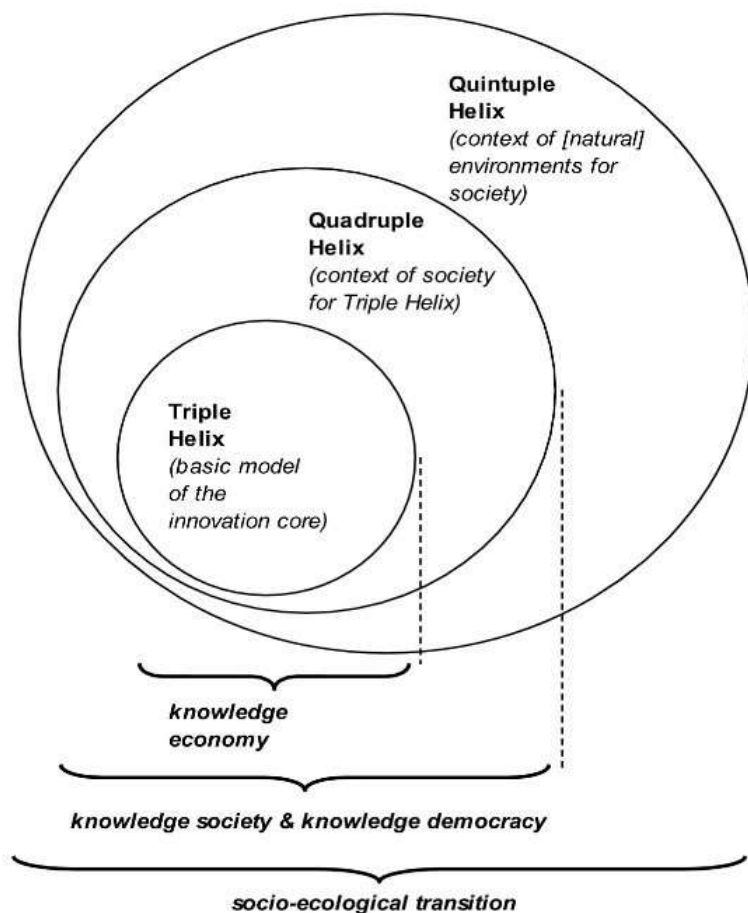 Quintuple
Helix
(context of [natural]
environments for
society)
Quadruple
Helix
(context of society
for Triple Helix)
Triple
Helix
(basic model
of the
innovation core)
knowledge
economy
knowledge society & knowledge democracy
socio-ecological transition